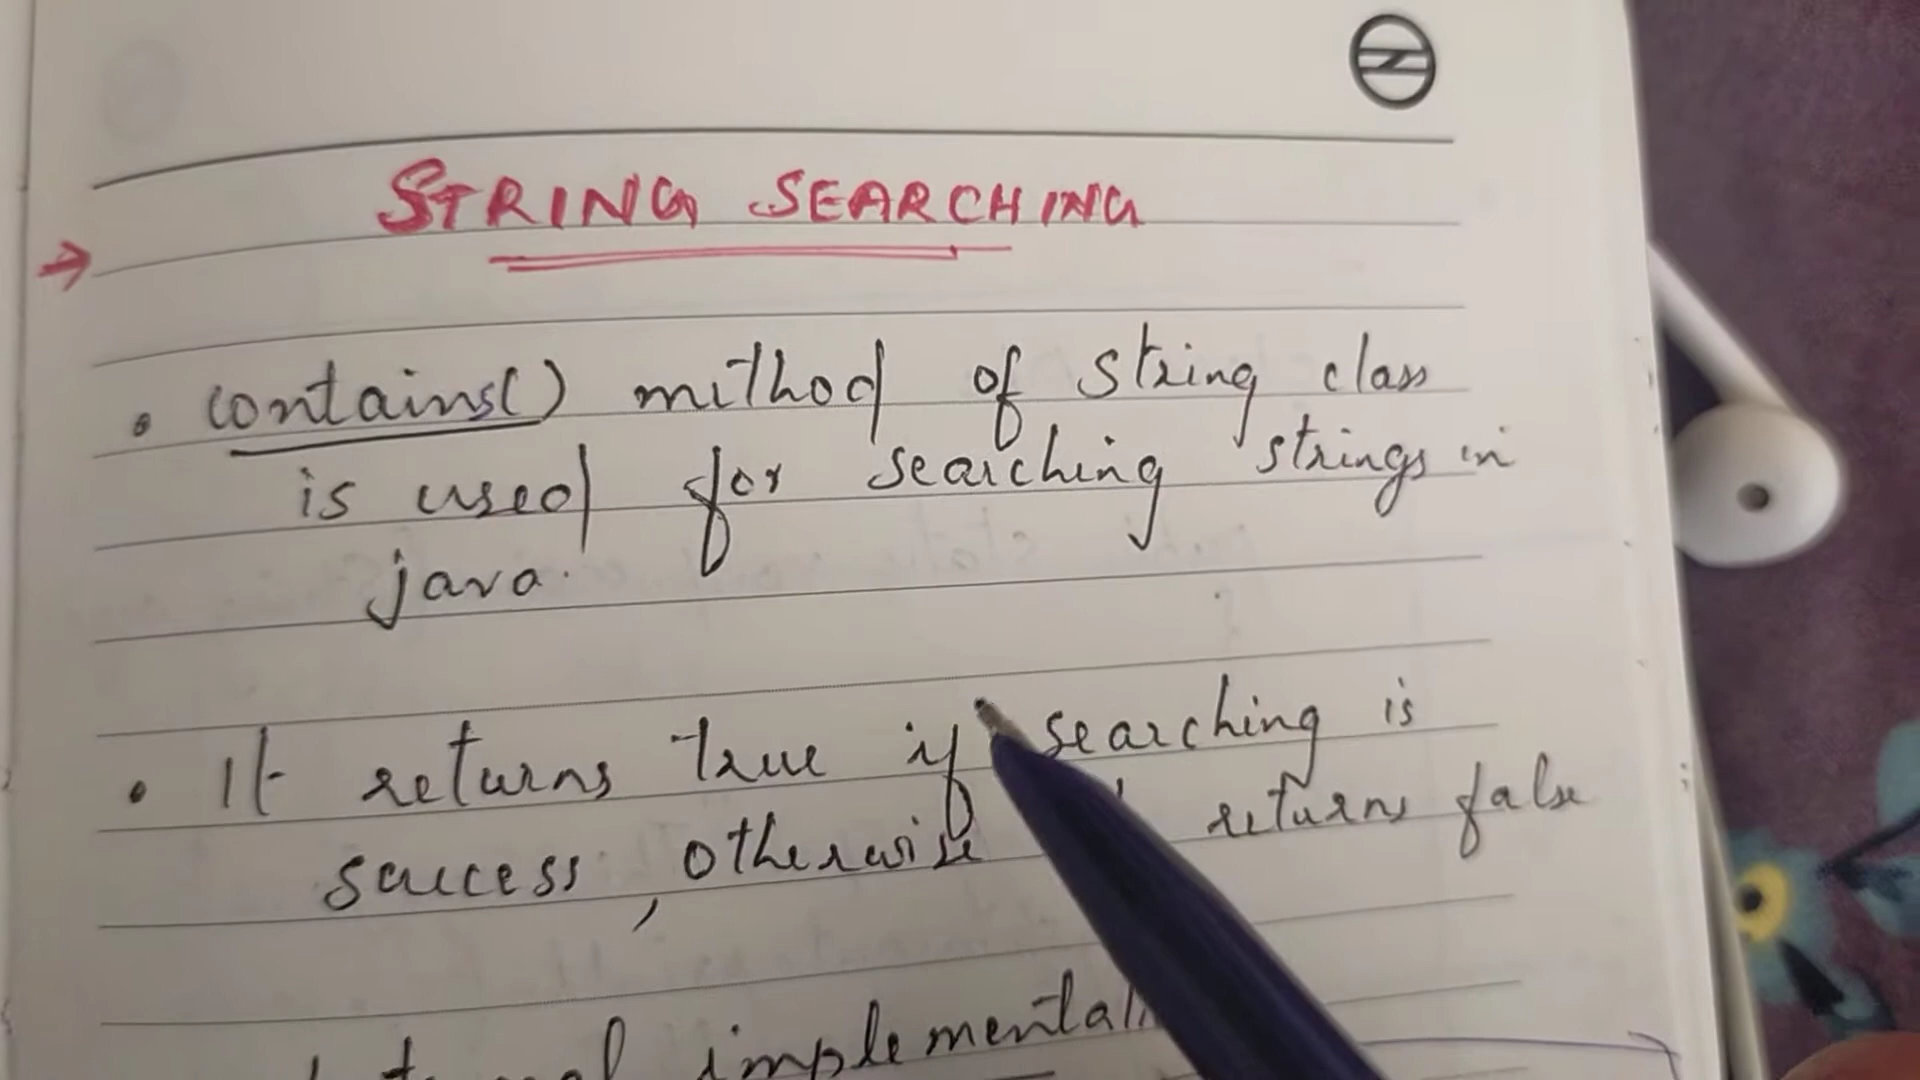 STRING SEARCHING
→
• contains() method of string class
is used for searching strings in
java.
• It returns true if searching is
success, otherwise returns false
implementati